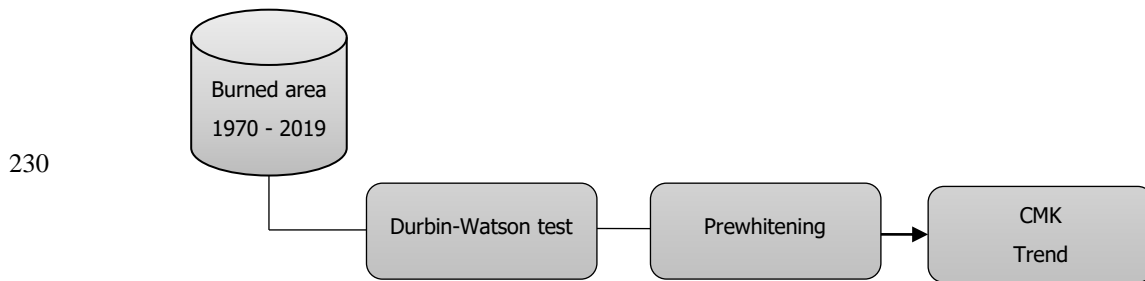 Burned area
1970 - 2019
230
Durbin-Watson test
Prewhitening
CMK
Trend